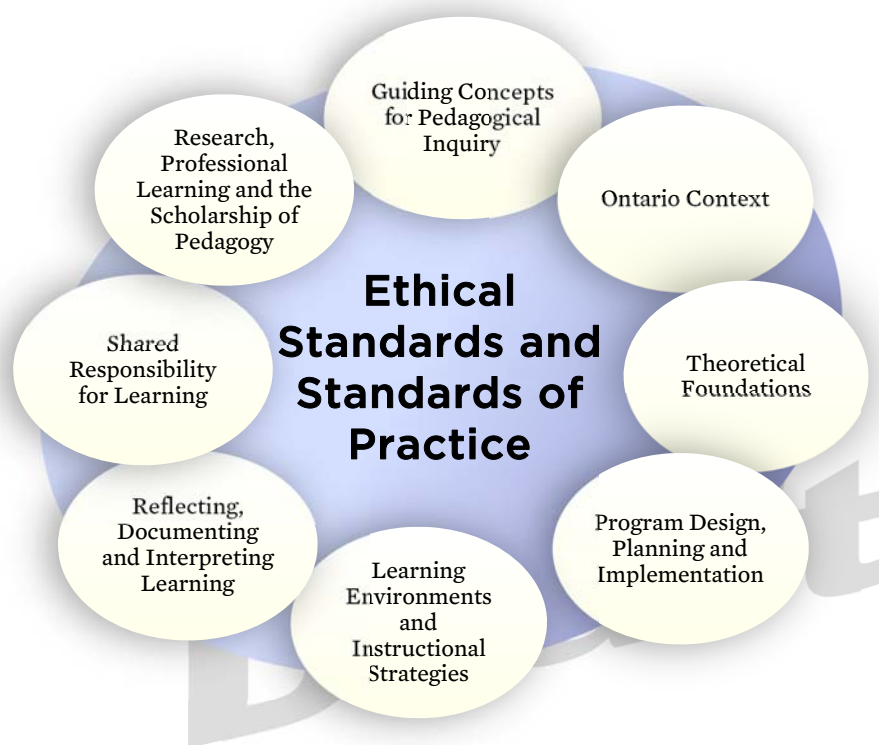 Guiding Concepts
for Pedagogical
Inquiry
Ontario Context
Theoretical
Foundations
Program Design,
Planning and
Implementation
Learning
Environments
and
Instructional
Strategies
Reflecting,
Documenting
and Interpreting
Learning
Shared
Responsibility
for Learning
Research,
Professional
Learning and the
Scholarship of
Pedagogy
Ethical
Standards and
Standards of
Practice